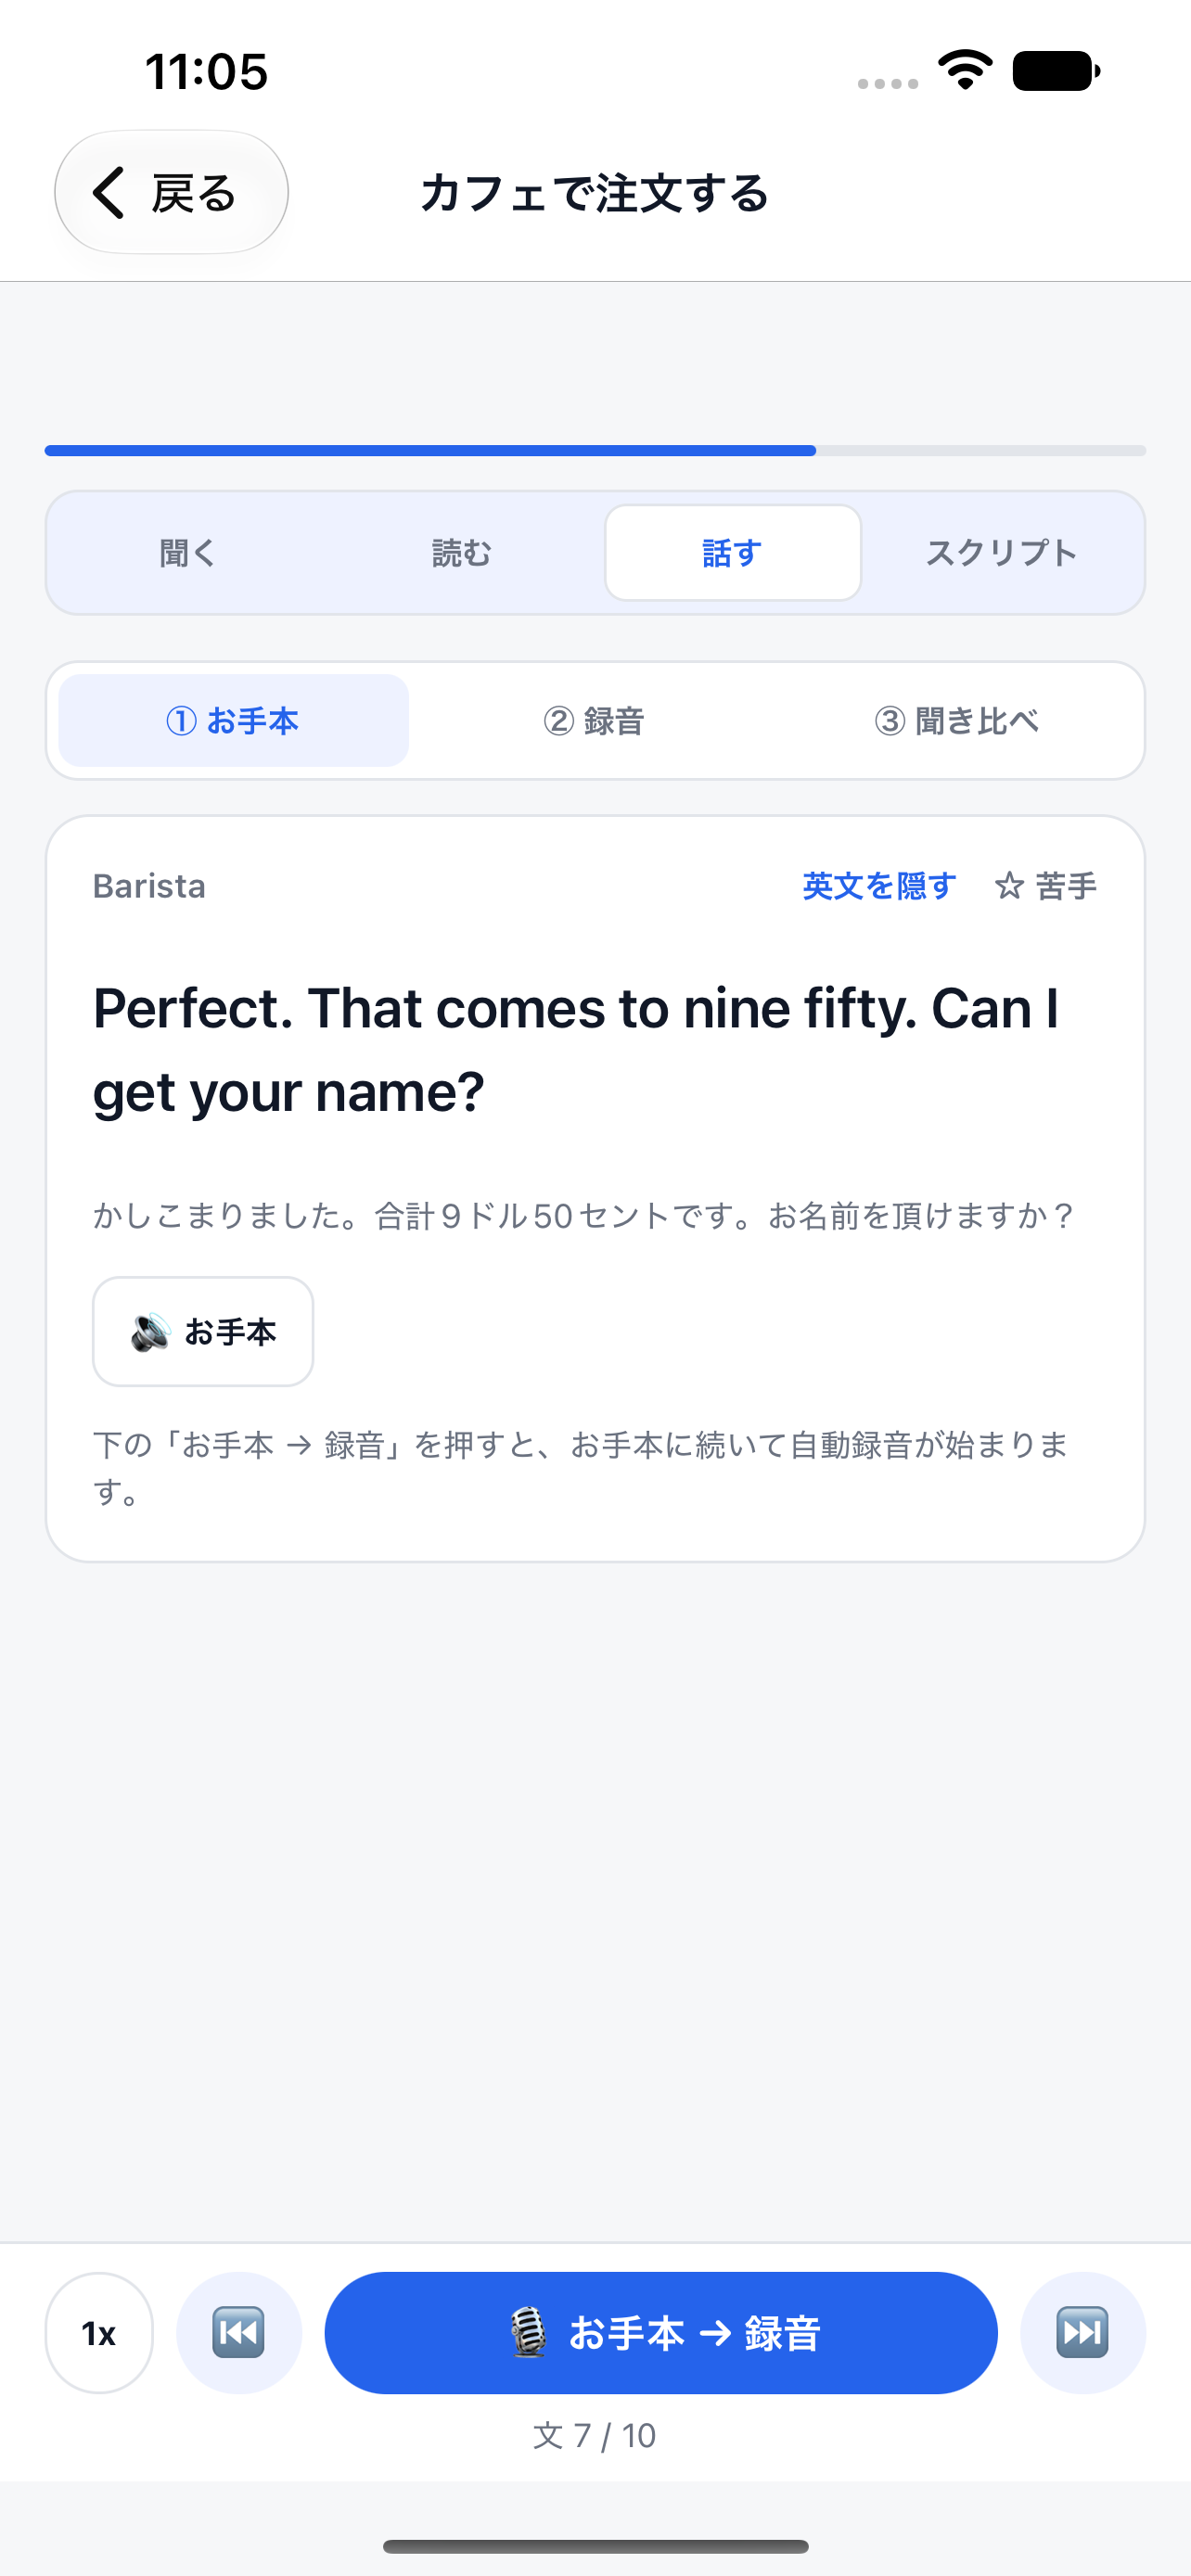 11:05
戻る
カフェで注文する
聞く
読む
話す
スクリプト
① お手本
② 録音
③ 聞き比べ
Barista
英文を隠す
☆ 苦手
Perfect. That comes to nine fifty. Can I
get your name?
かしこまりました。合計9ドル50セントです。お名前を頂けますか？
お手本
下の「お手本 → 録音」を押すと、お手本に続いて自動録音が始まりま
す。
1x
お手本 → 録音
文 7 / 10